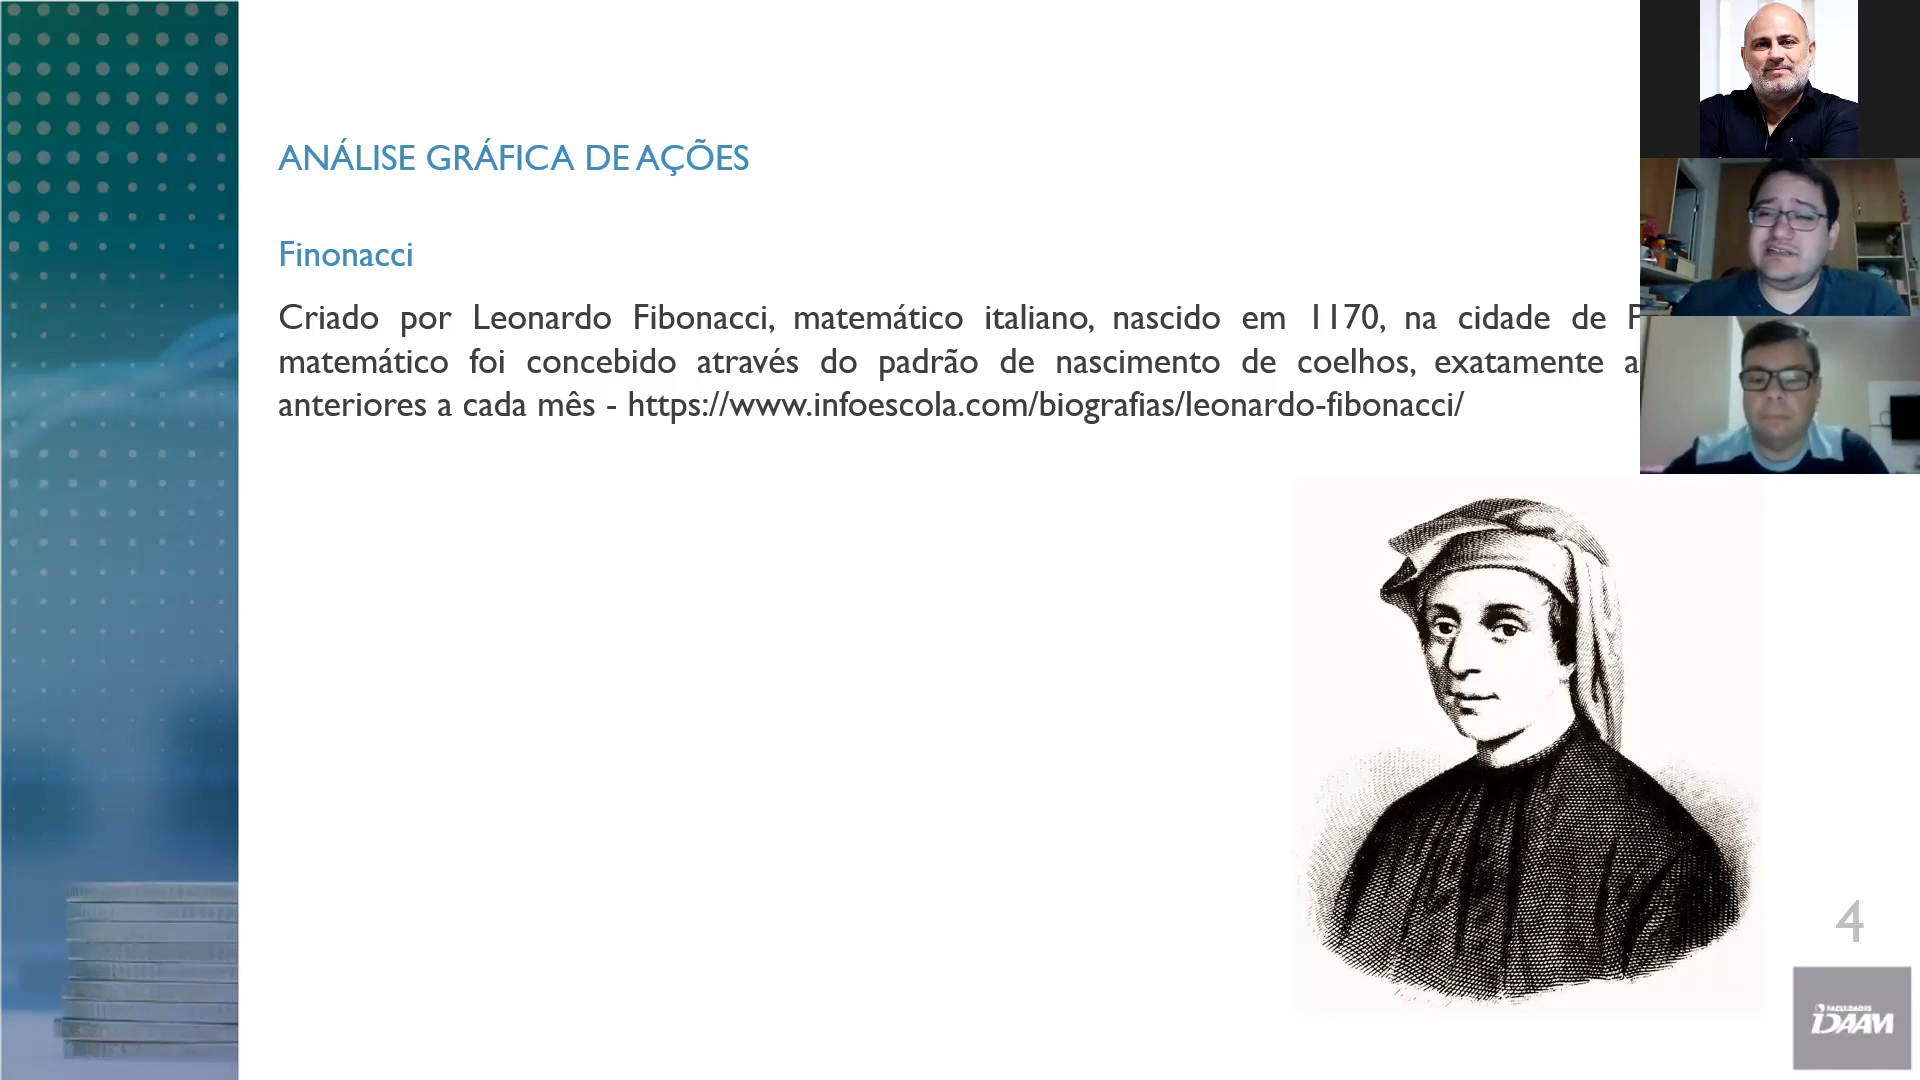 ANÁLISE GRÁFICA DE AÇÕES
Finonacci
Criado por Leonardo Fibonacci, matemático italiano, nascido em 1170, na cidade de
matemático foi concebido através do padrão de nascimento de coelhos, exatamente a
anteriores a cada mês - https://www.infoescola.com/biografias/leonardo-fibonacci/
4
FACULDADES
IDAAM